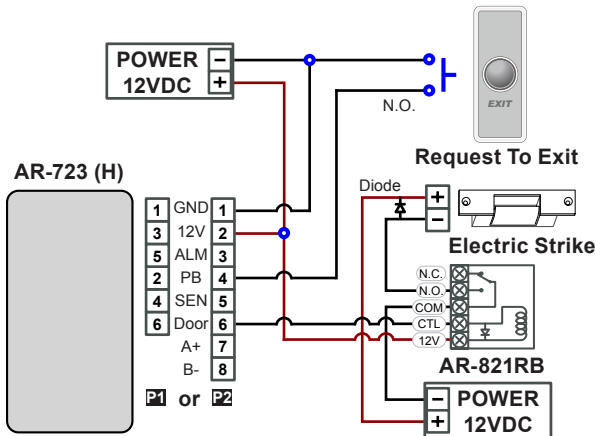 POWER −
12VDC +
N.O.
EXIT
Request To Exit
AR-723 (H)
1 GND 1
3 12V 2
5 ALM 3
2 PB 4
4 SEN 5
6 Door 6
A+ 7
B- 8
P1 or P2
Diode
+
−
Electric Strike
N.C.
N.O.
COM
CTL
12V
AR-821RB
− POWER
+ 12VDC